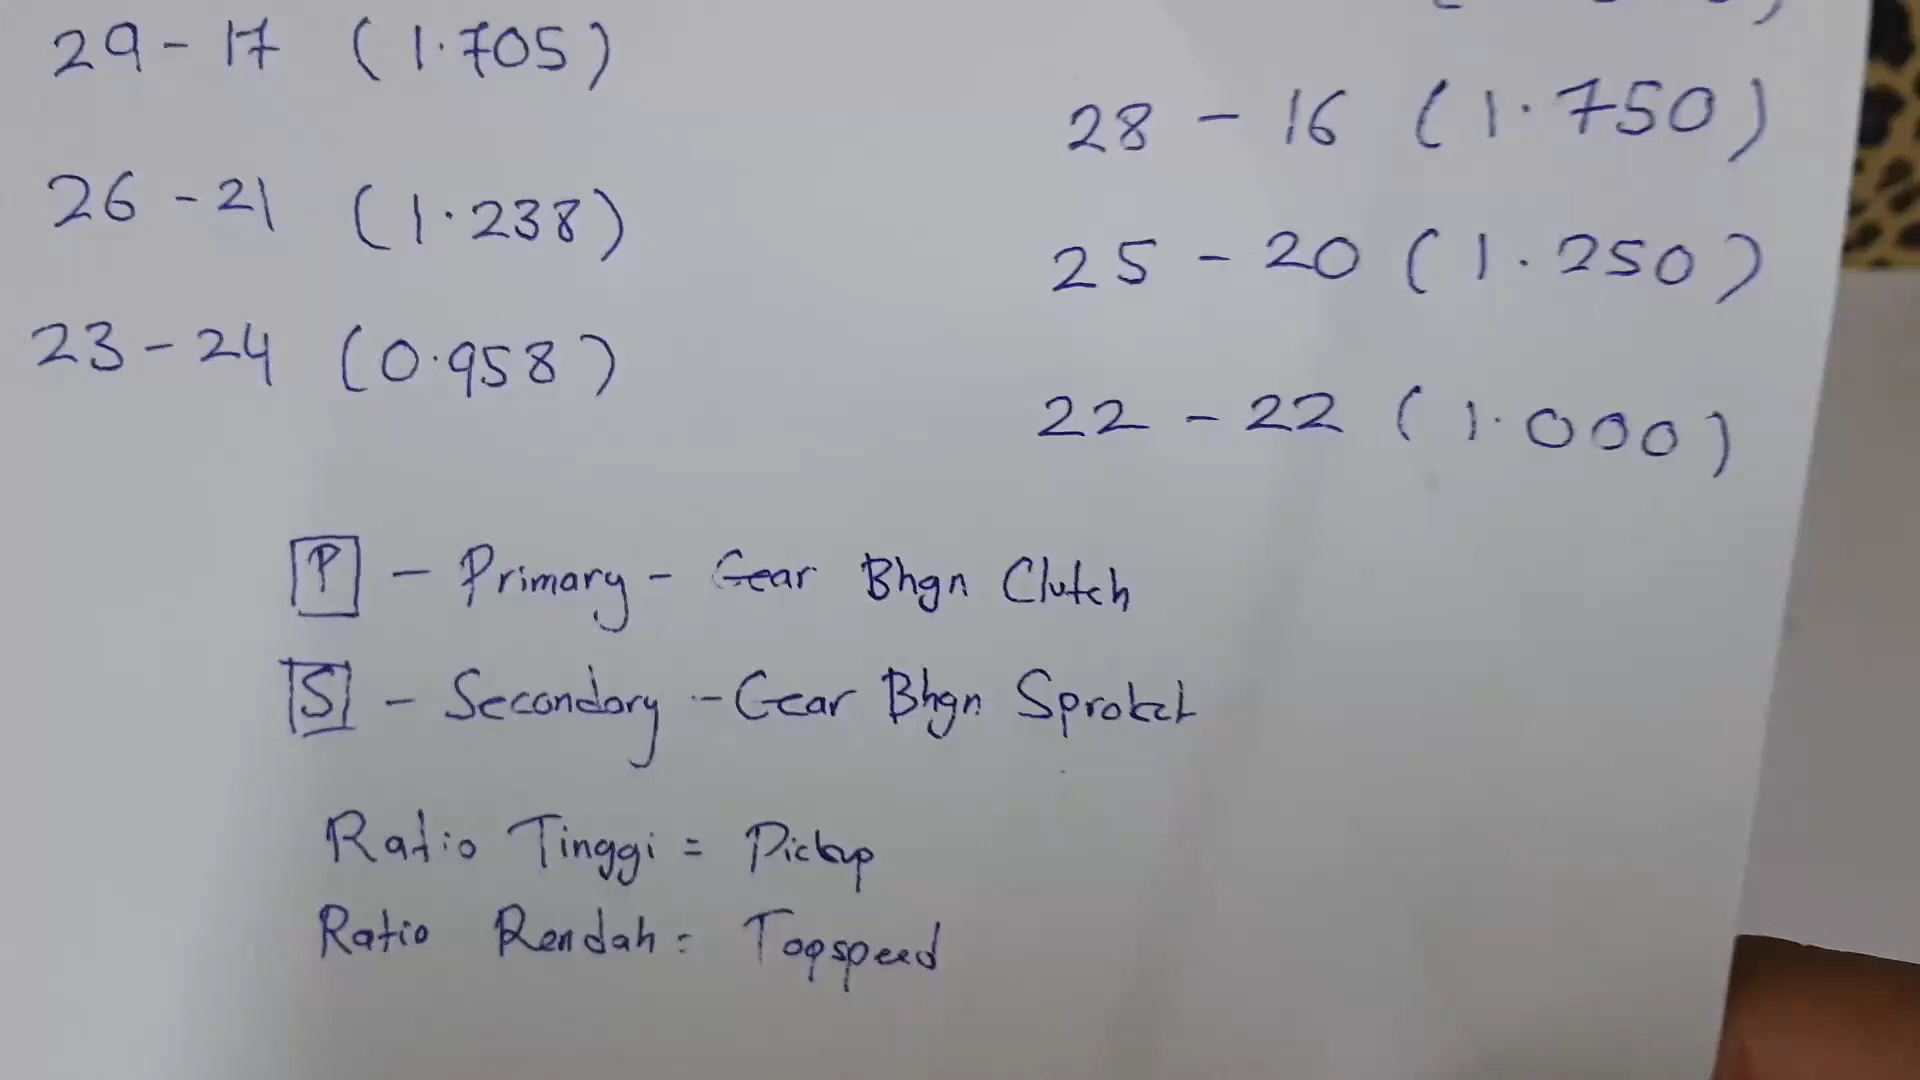 29 - 17 (1.705)
26 - 21 (1.238)
23 - 24 (0.958)
28 - 16 (1.750)
25 - 20 (1.250)
22 - 22 (1.000)
P - Primary - Gear Bhgn Clutch
S - Secondary - Gear Bhgn Sproket
Ratio Tinggi = Pickup
Ratio Rendah = Topspeed